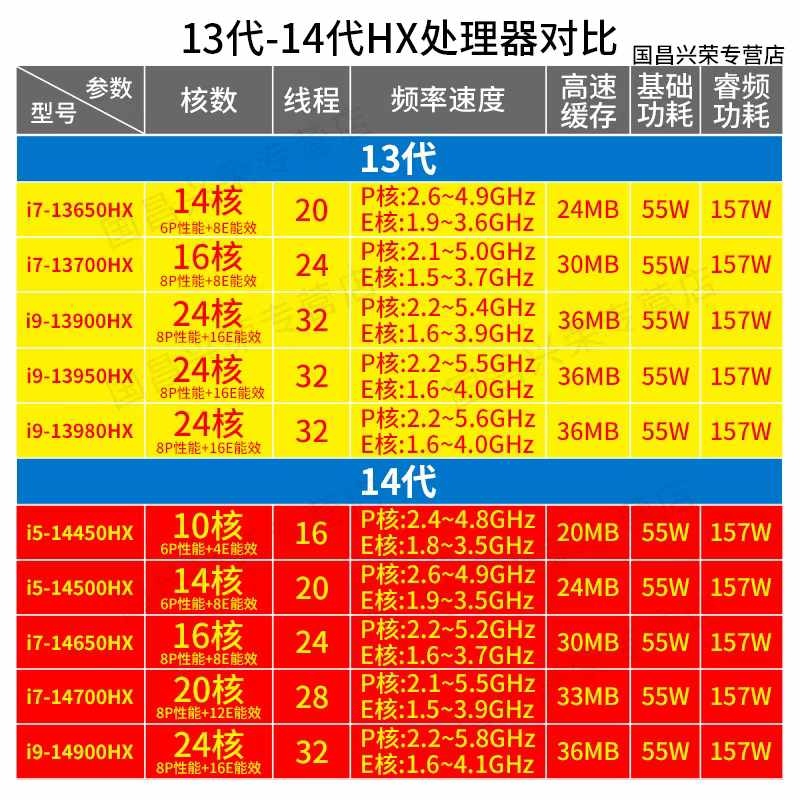 13代-14代HX处理器对比
国昌兴荣专营店
参数
型号
核数
线程
频率速度
高速
缓存
基础
功耗
睿频
功耗
13代
i7-13650HX
14核
6P性能+8E能效
20
P核:2.6~4.9GHz
E核:1.9~3.6GHz
24MB
55W
157W
i7-13700HX
16核
8P性能+8E能效
24
P核:2.1~5.0GHz
E核:1.5~3.7GHz
30MB
55W
157W
i9-13900HX
24核
8P性能+16E能效
32
P核:2.2~5.4GHz
E核:1.6~3.9GHz
36MB
55W
157W
i9-13950HX
24核
8P性能+16E能效
32
P核:2.2~5.5GHz
E核:1.6~4.0GHz
36MB
55W
157W
i9-13980HX
24核
8P性能+16E能效
32
P核:2.2~5.6GHz
E核:1.6~4.0GHz
36MB
55W
157W
14代
i5-14450HX
10核
6P性能+4E能效
16
P核:2.4~4.8GHz
E核:1.8~3.5GHz
20MB
55W
157W
i5-14500HX
14核
6P性能+8E能效
20
P核:2.6~4.9GHz
E核:1.9~3.5GHz
24MB
55W
157W
i7-14650HX
16核
8P性能+8E能效
24
P核:2.2~5.2GHz
E核:1.6~3.7GHz
30MB
55W
157W
i7-14700HX
20核
8P性能+12E能效
28
P核:2.1~5.5GHz
E核:1.5~3.9GHz
33MB
55W
157W
i9-14900HX
24核
8P性能+16E能效
32
P核:2.2~5.8GHz
E核:1.6~4.1GHz
36MB
55W
157W